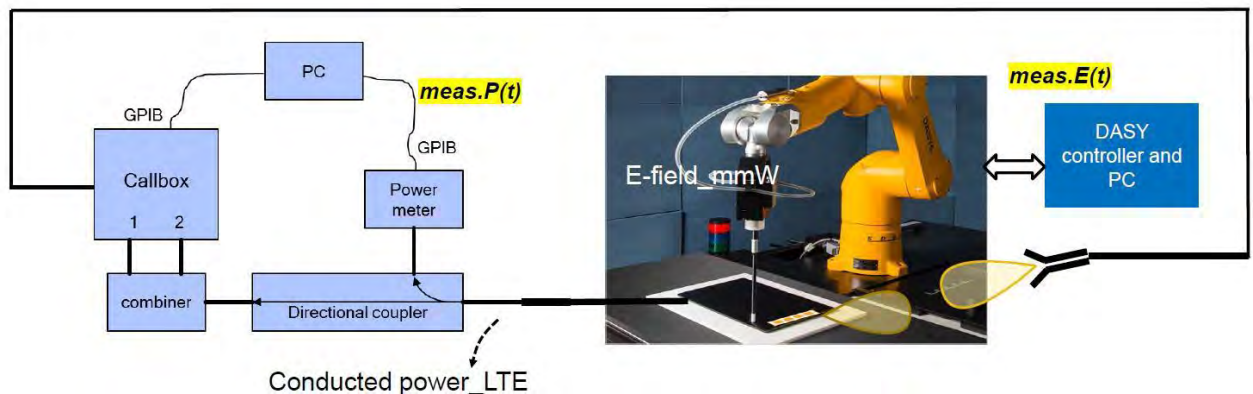 PC
meas.P(t)
GPIB
GPIB
Callbox
1 2
Power
meter
combiner
Directional coupler
Conducted power_LTE
E-field_mmW
meas.E(t)
DASY
controller and
PC